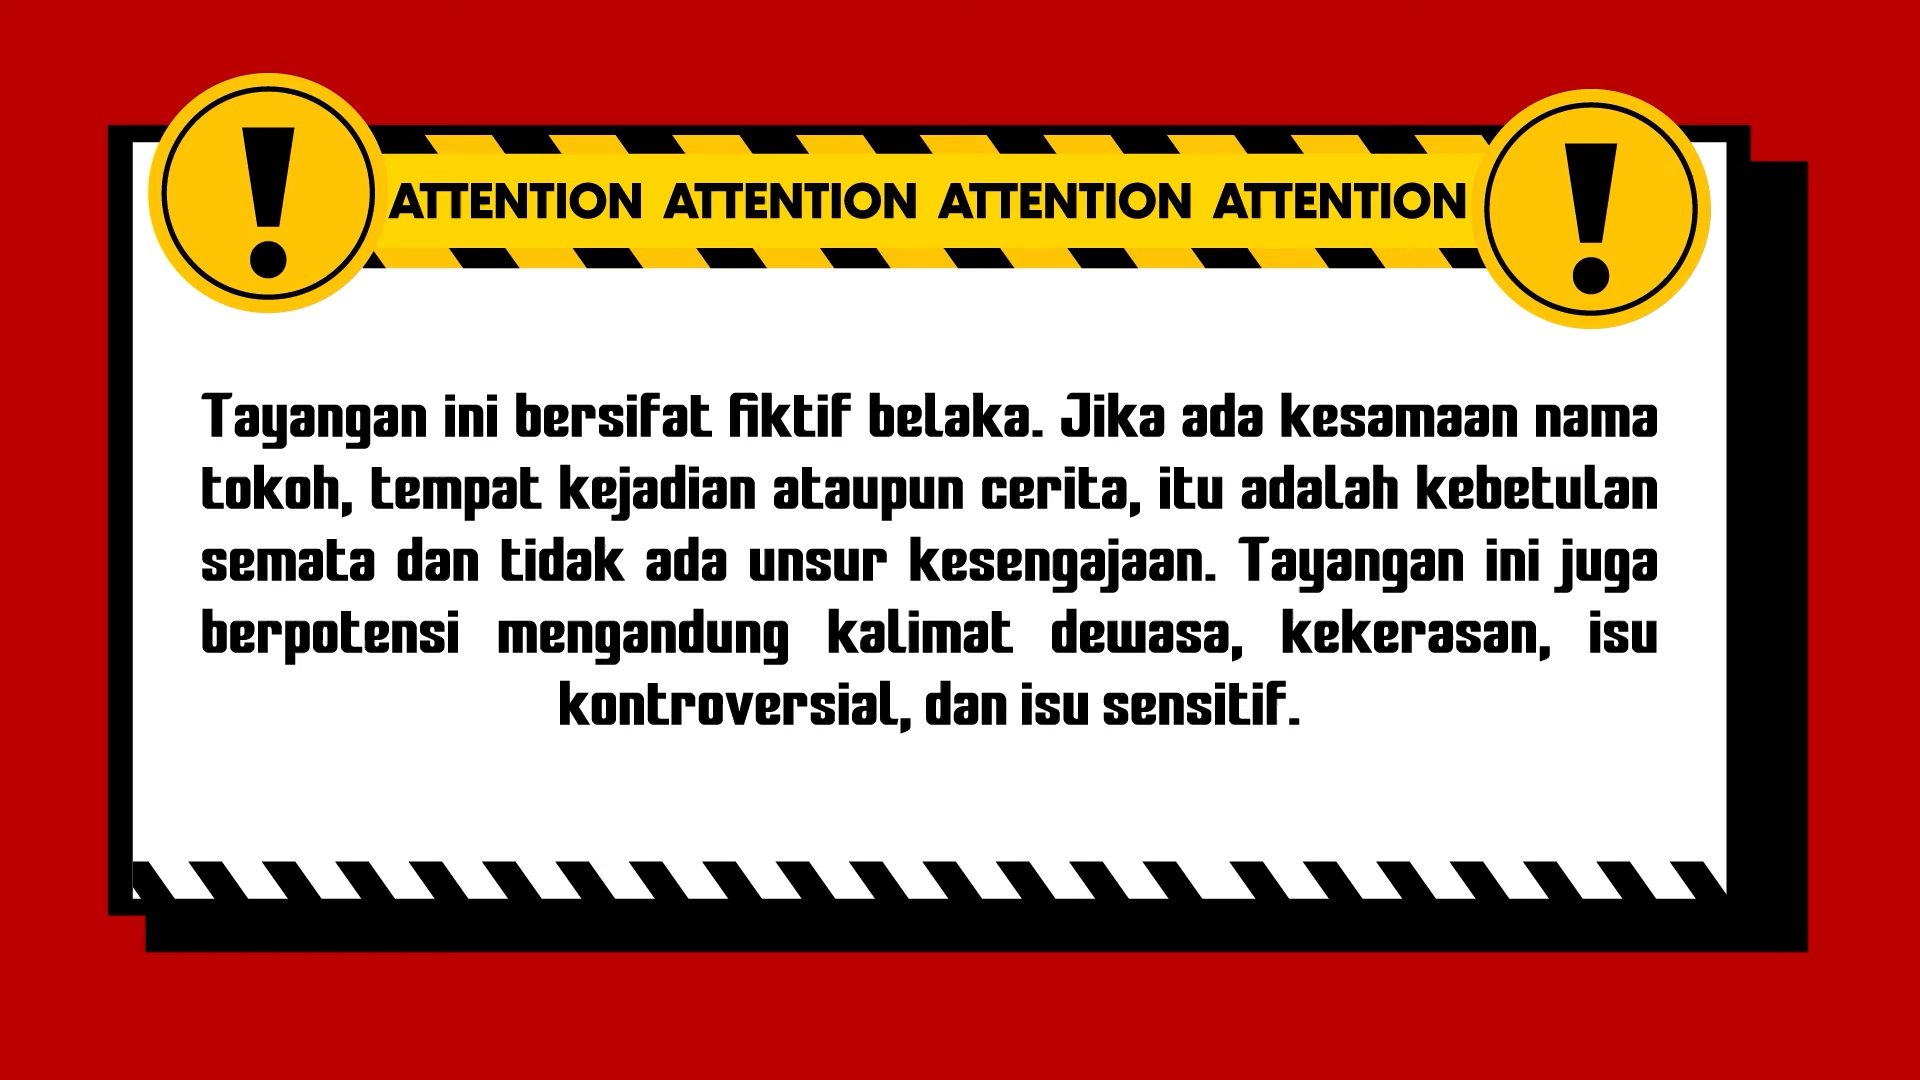 ATTENTION ATTENTION ATTENTION ATTENTION
Tayangan ini bersifat fiktif belaka. Jika ada kesamaan nama
tokoh, tempat kejadian ataupun cerita, itu adalah kebetulan
semata dan tidak ada unsur kesengajaan. Tayangan ini juga
berpotensi mengandung kalimat dewasa, kekerasan, isu
kontroversial, dan isu sensitif.